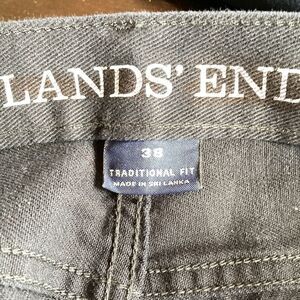 LANDS' END
38
TRADITIONAL FIT
MADE IN SRI LANKA